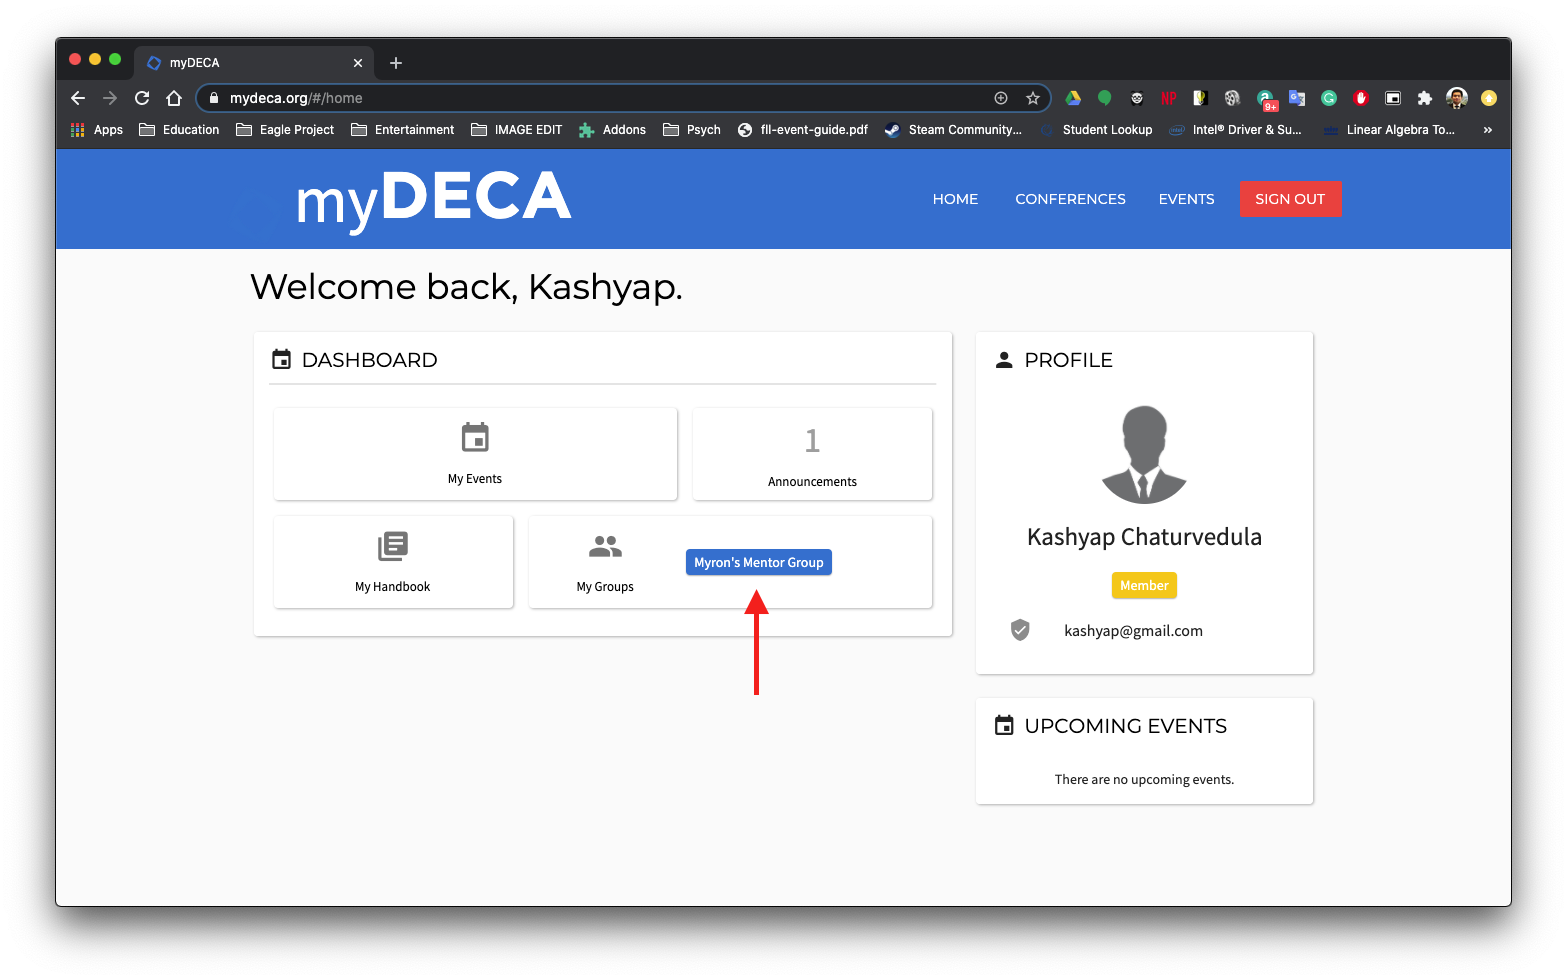 myDECA
mydeca.org/#/home
NP
9+
Apps
Education
Eagle Project
Entertainment
IMAGE EDIT
Addons
Psych
fll-event-guide.pdf
Steam Community...
Student Lookup
Intel® Driver & Su...
Linear Algebra To...
»
myDECA
HOME
CONFERENCES
EVENTS
SIGN OUT
Welcome back, Kashyap.
DASHBOARD
My Events
1
Announcements
My Handbook
My Groups
Myron's Mentor Group
PROFILE
Kashyap Chaturvedula
Member
kashyap@gmail.com
UPCOMING EVENTS
There are no upcoming events.